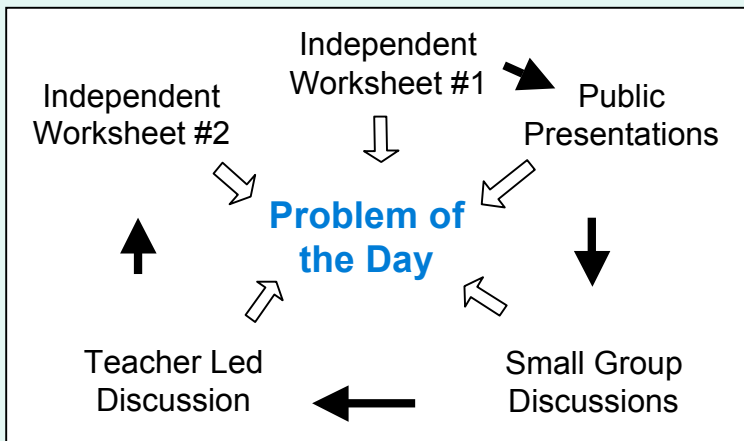 Independent
Worksheet #1
Public
Presentations
Small Group
Discussions
Teacher Led
Discussion
Independent
Worksheet #2
Problem of
the Day